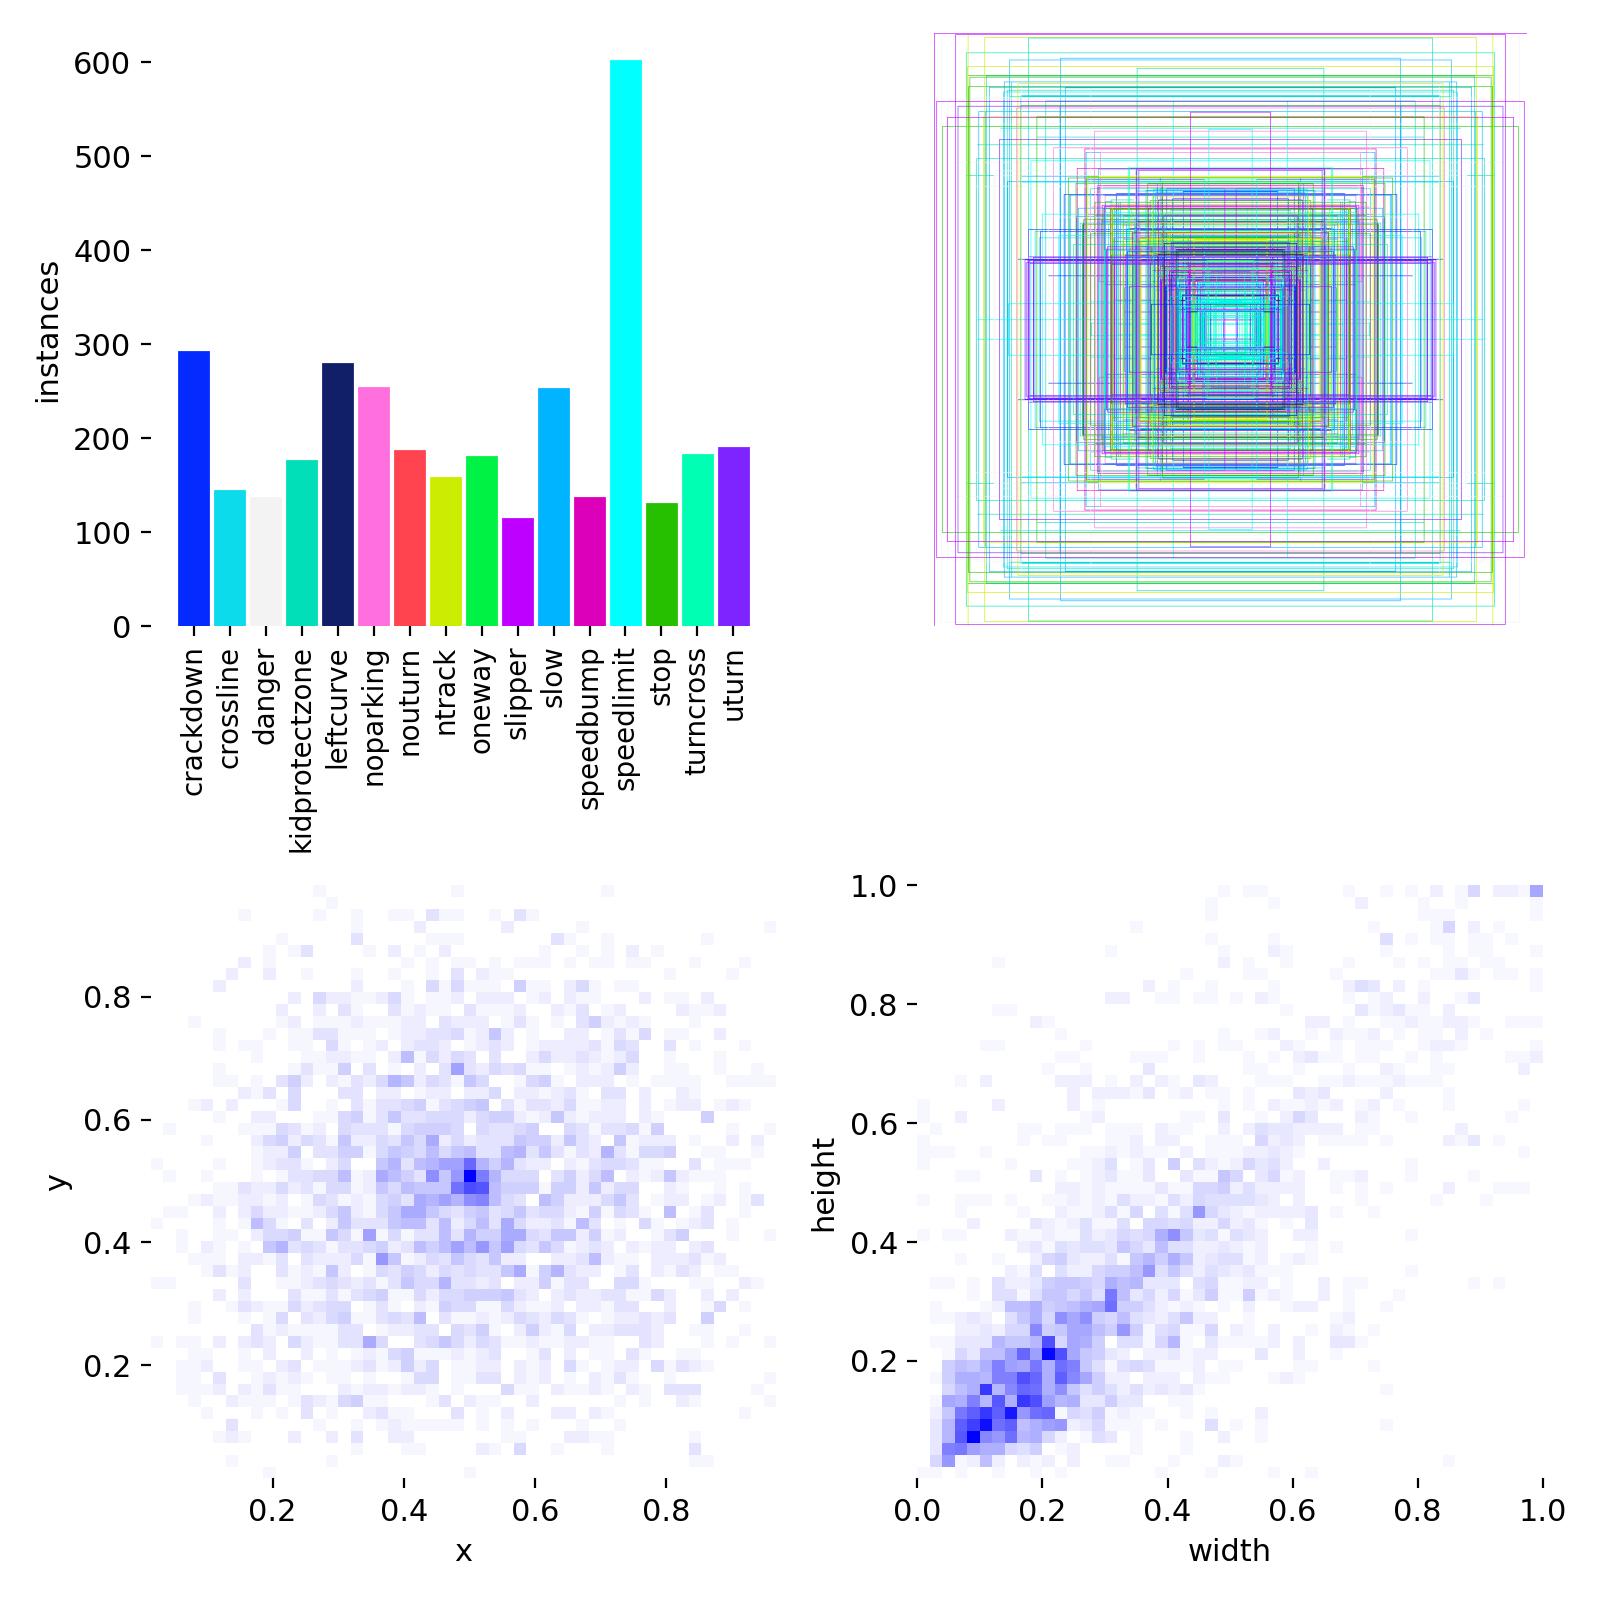 600
500
400
300
200
100
0
instances
crackdown
crossline
danger
kidprotectzone
leftcurve
noparking
nouturn
ntrack
oneway
slipper
slow
speedbump
speedlimit
stop
turncross
uturn
0.8
0.6
0.4
0.2
y
0.2 0.4 0.6 0.8
x
1.0
0.8
0.6
0.4
0.2
height
0.0 0.2 0.4 0.6 0.8 1.0
width